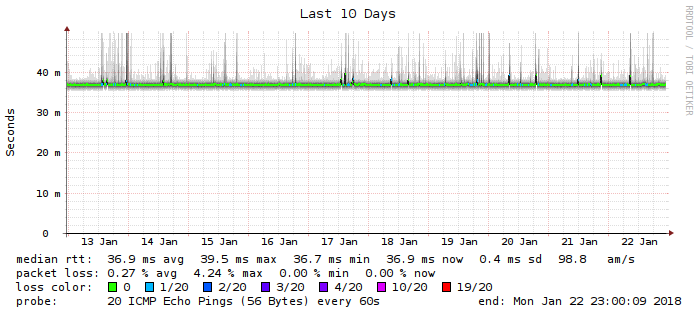 Last 10 Days
RRDTOOL / TOBI OETIKER
Seconds
40 m
30 m
20 m
10 m
0
13 Jan 14 Jan 15 Jan 16 Jan 17 Jan 18 Jan 19 Jan 20 Jan 21 Jan 22 Jan
median rtt: 36.9 ms avg 39.5 ms max 36.7 ms min 36.9 ms now 0.4 ms sd 98.8 am/s
packet loss: 0.27 % avg 4.24 % max 0.00 % min 0.00 % now
loss color: 0 1/20 2/20 3/20 4/20 10/20 19/20
probe: 20 ICMP Echo Pings (56 Bytes) every 60s end: Mon Jan 22 23:00:09 2018